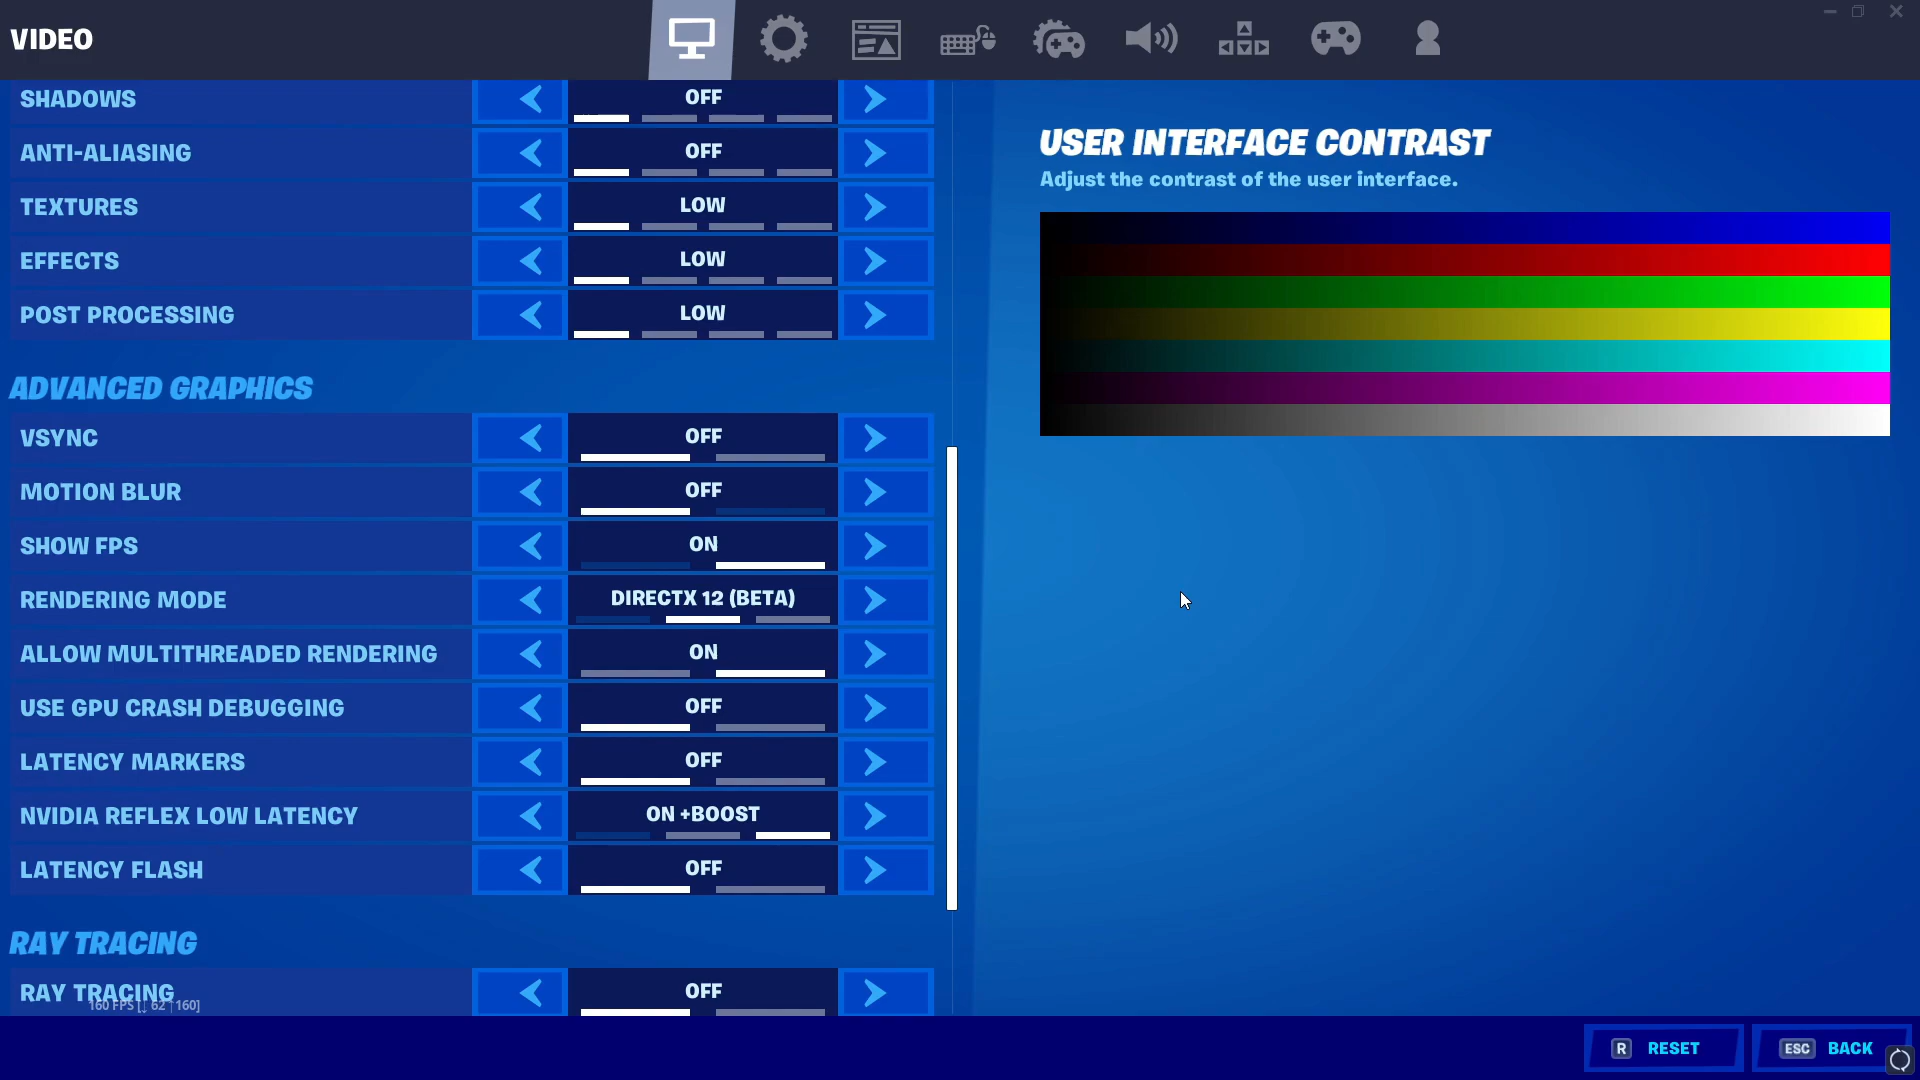 VIDEO
SHADOWS
OFF
ANTI-ALIASING
OFF
TEXTURES
LOW
EFFECTS
LOW
POST PROCESSING
LOW
ADVANCED GRAPHICS
VSYNC
OFF
MOTION BLUR
OFF
SHOW FPS
ON
RENDERING MODE
DIRECTX 12 (BETA)
ALLOW MULTITHREADED RENDERING
ON
USE GPU CRASH DEBUGGING
OFF
LATENCY MARKERS
OFF
NVIDIA REFLEX LOW LATENCY
ON +BOOST
LATENCY FLASH
OFF
RAY TRACING
RAY TRACING
OFF
160 FPS [↓ 62 ↑160]
USER INTERFACE CONTRAST
Adjust the contrast of the user interface.
R RESET
ESC BACK